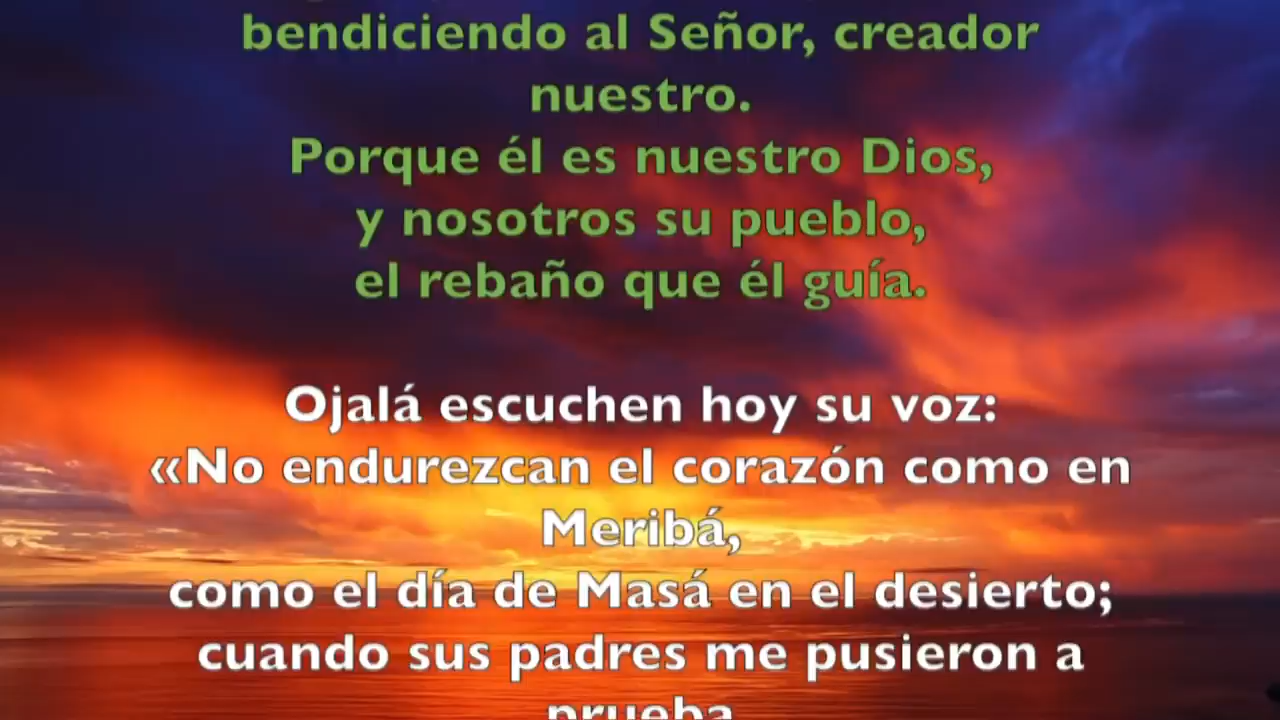 bendiciendo al Señor, creador
nuestro.
Porque él es nuestro Dios,
y nosotros su pueblo,
el rebaño que él guía.
Ojalá escuchen hoy su voz:
«No endurezcan el corazón como en
Meribá,
como el día de Masá en el desierto;
cuando sus padres me pusieron a
prueba